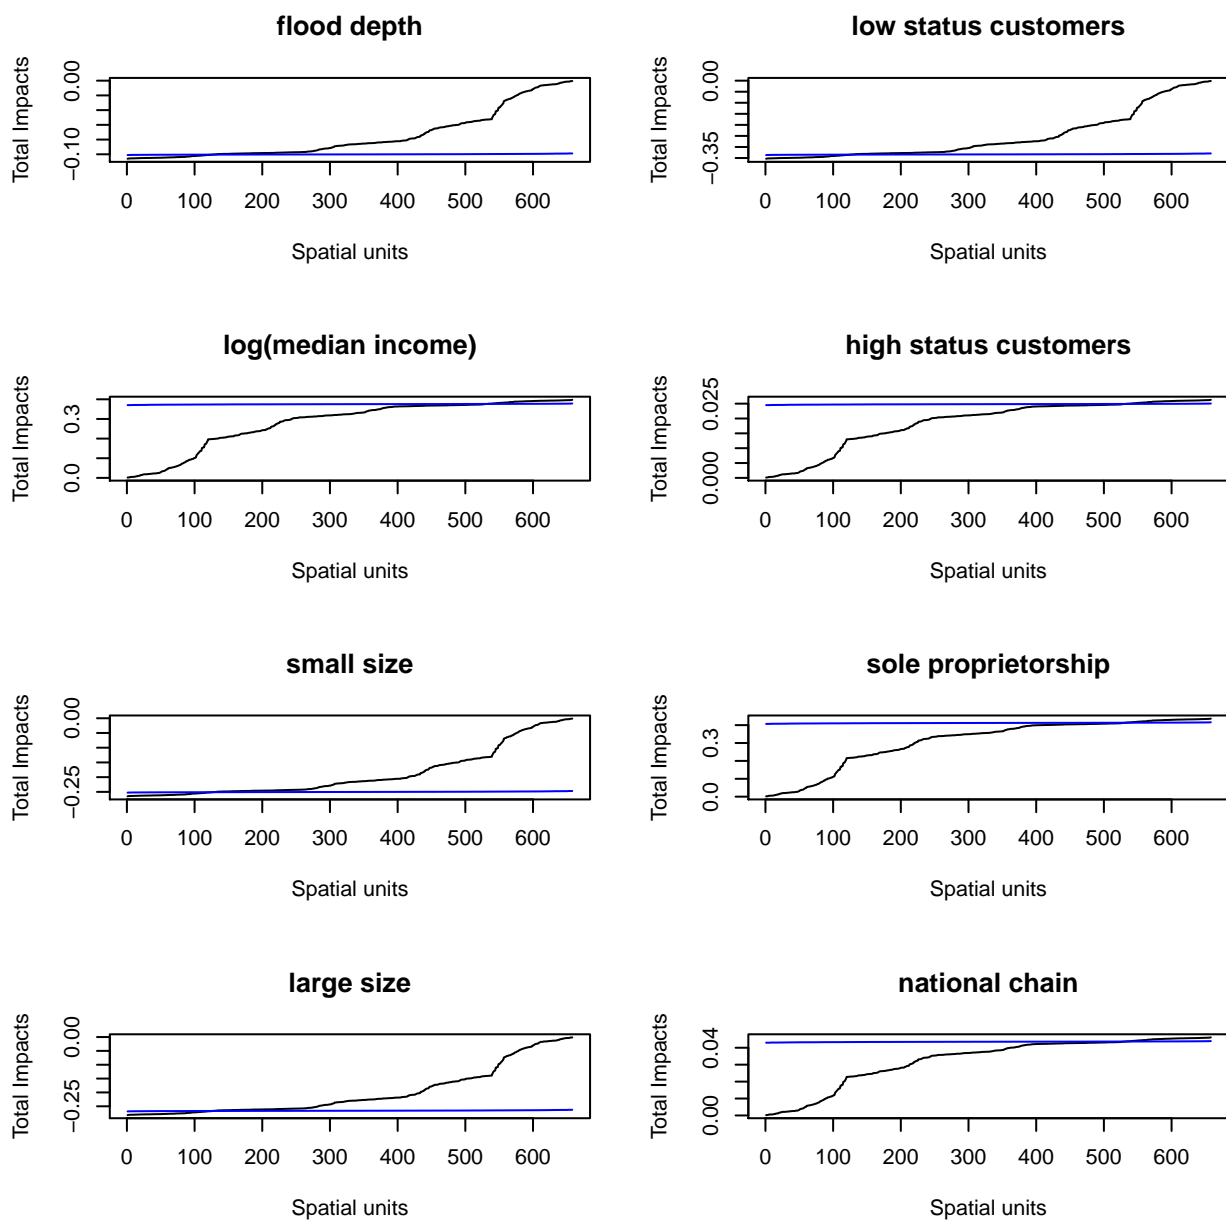 flood depth
Total Impacts
0.00
−0.10
0 100 200 300 400 500 600
Spatial units
low status customers
Total Impacts
0.00
−0.35
0 100 200 300 400 500 600
Spatial units
log(median income)
Total Impacts
0.3
0.0
0 100 200 300 400 500 600
Spatial units
high status customers
Total Impacts
0.025
0.000
0 100 200 300 400 500 600
Spatial units
small size
Total Impacts
0.00
−0.25
0 100 200 300 400 500 600
Spatial units
sole proprietorship
Total Impacts
0.3
0.0
0 100 200 300 400 500 600
Spatial units
large size
Total Impacts
0.00
−0.25
0 100 200 300 400 500 600
Spatial units
national chain
Total Impacts
0.04
0.00
0 100 200 300 400 500 600
Spatial units